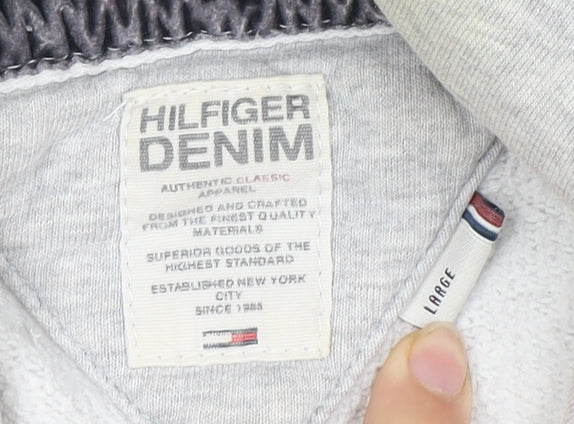 HILFIGER
DENIM
AUTHENTIC CLASSIC
APPAREL
DESIGNED AND CRAFTED
FROM THE FINEST QUALITY
MATERIALS
SUPERIOR GOODS OF THE
HIGHEST STANDARD
ESTABLISHED NEW YORK
CITY
SINCE 1985
LARGE